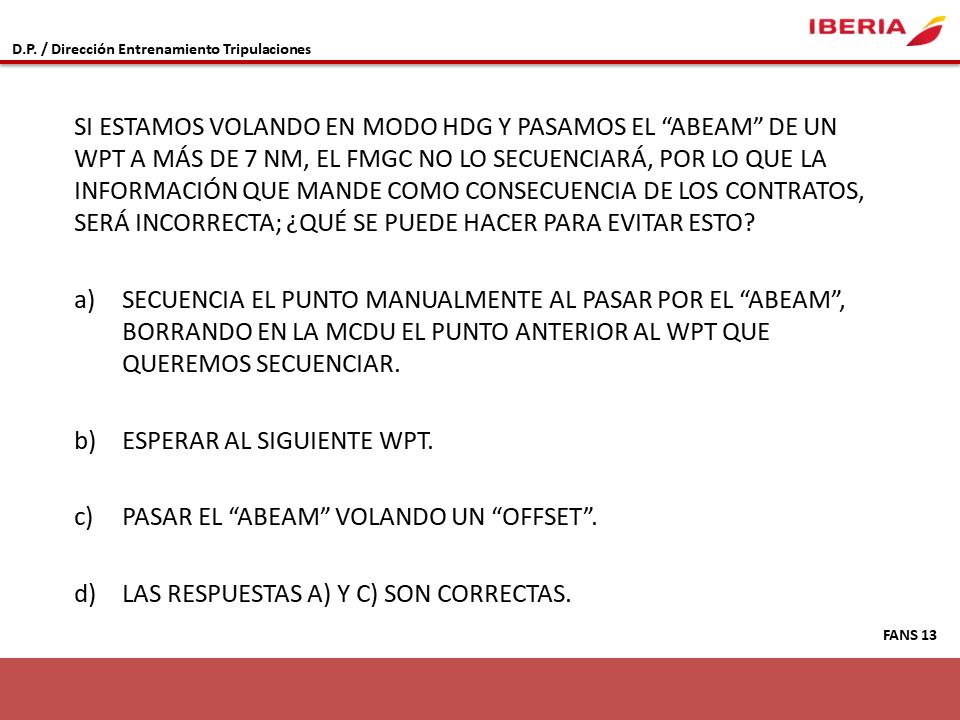 IBERIA
D.P. / Dirección Entrenamiento Tripulaciones
SI ESTAMOS VOLANDO EN MODO HDG Y PASAMOS EL “ABEAM” DE UN
WPT A MÁS DE 7 NM, EL FMGC NO LO SECUENCIARÁ, POR LO QUE LA
INFORMACIÓN QUE MANDE COMO CONSECUENCIA DE LOS CONTRATOS,
SERÁ INCORRECTA; ¿QUÉ SE PUEDE HACER PARA EVITAR ESTO?
a) SECUENCIA EL PUNTO MANUALMENTE AL PASAR POR EL “ABEAM”,
BORRANDO EN LA MCDU EL PUNTO ANTERIOR AL WPT QUE
QUEREMOS SECUENCIAR.
b) ESPERAR AL SIGUIENTE WPT.
c) PASAR EL “ABEAM” VOLANDO UN “OFFSET”.
d) LAS RESPUESTAS A) Y C) SON CORRECTAS.
FANS 13